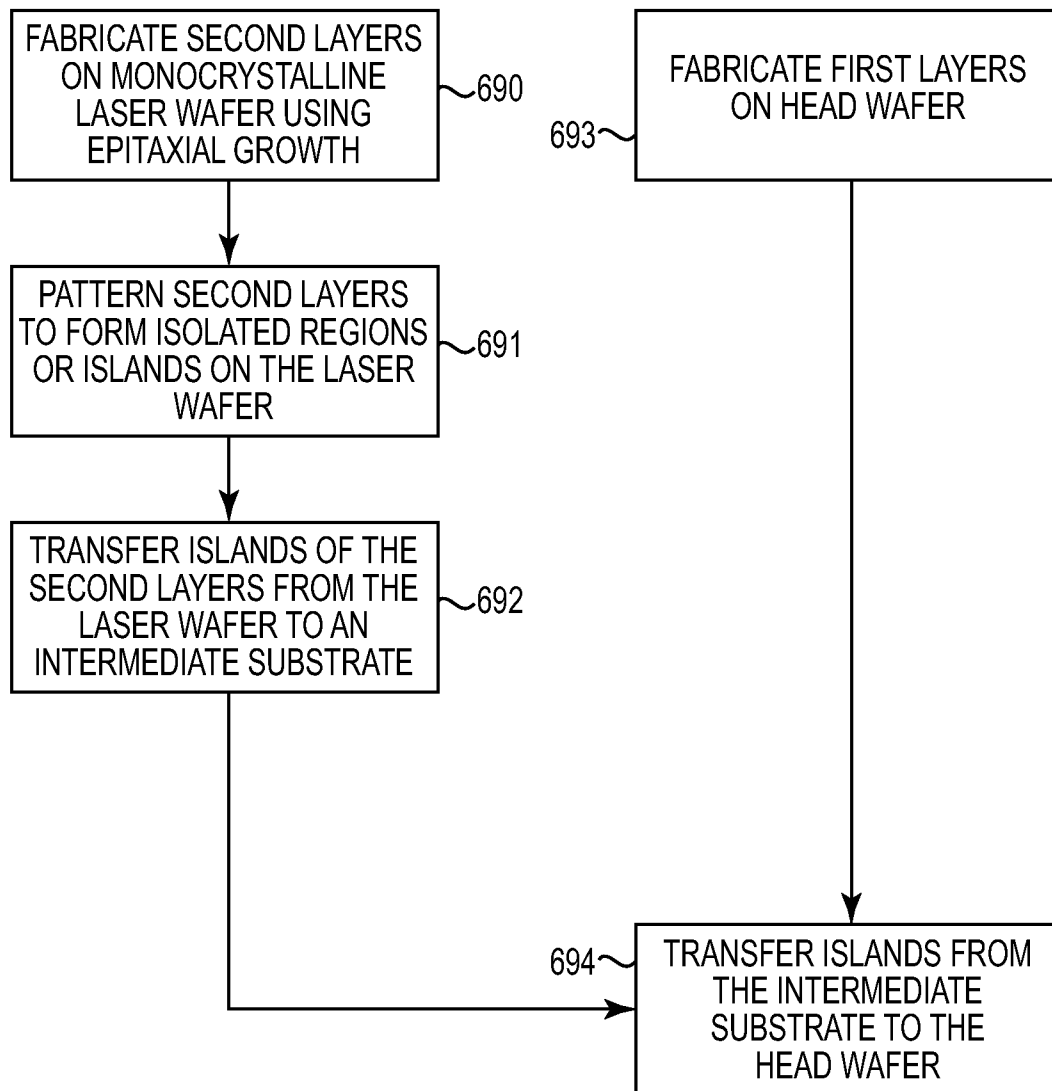 FABRICATE SECOND LAYERS
ON MONOCRYSTALLINE
LASER WAFER USING
EPITAXIAL GROWTH
690
FABRICATE FIRST LAYERS
ON HEAD WAFER
693
PATTERN SECOND LAYERS
TO FORM ISOLATED REGIONS
OR ISLANDS ON THE LASER
WAFER
691
TRANSFER ISLANDS OF THE
SECOND LAYERS FROM THE
LASER WAFER TO AN
INTERMEDIATE SUBSTRATE
692
694
TRANSFER ISLANDS FROM
THE INTERMEDIATE
SUBSTRATE TO THE
HEAD WAFER